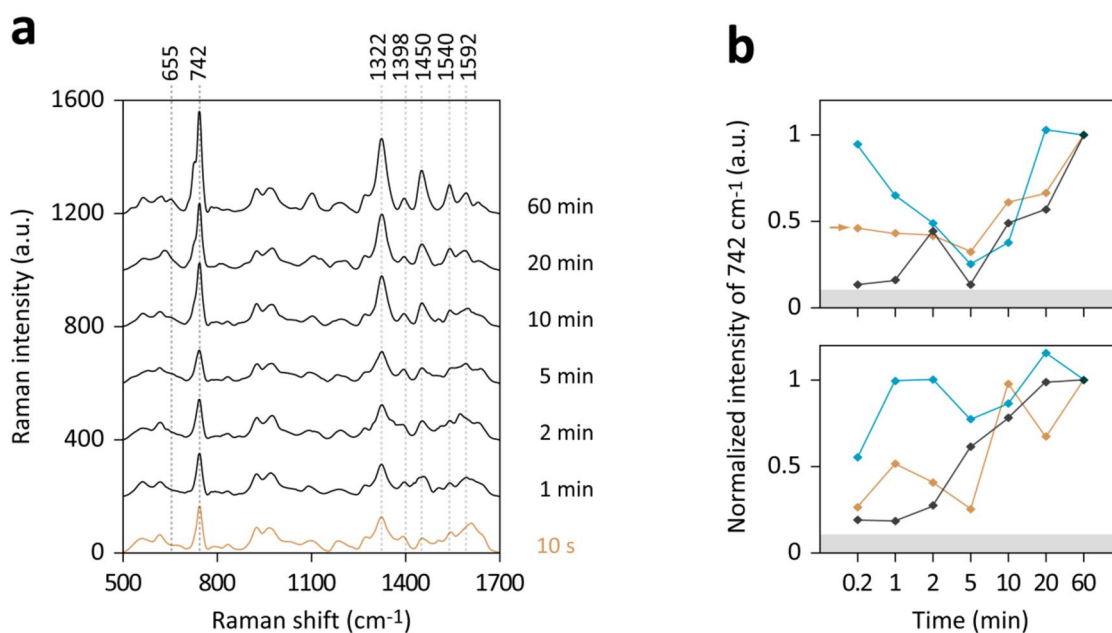 a
655 742 1322 1398 1450 1540 1592
1600
1200
800
400
0
Raman intensity (a.u.)
60 min
20 min
10 min
5 min
2 min
1 min
10 s
500 800 1100 1400 1700
Raman shift (cm-1)
b
Normalized intensity of 742 cm-1 (a.u.)
1
0.5
0
1
0.5
0
0.2 1 2 5 10 20 60
Time (min)